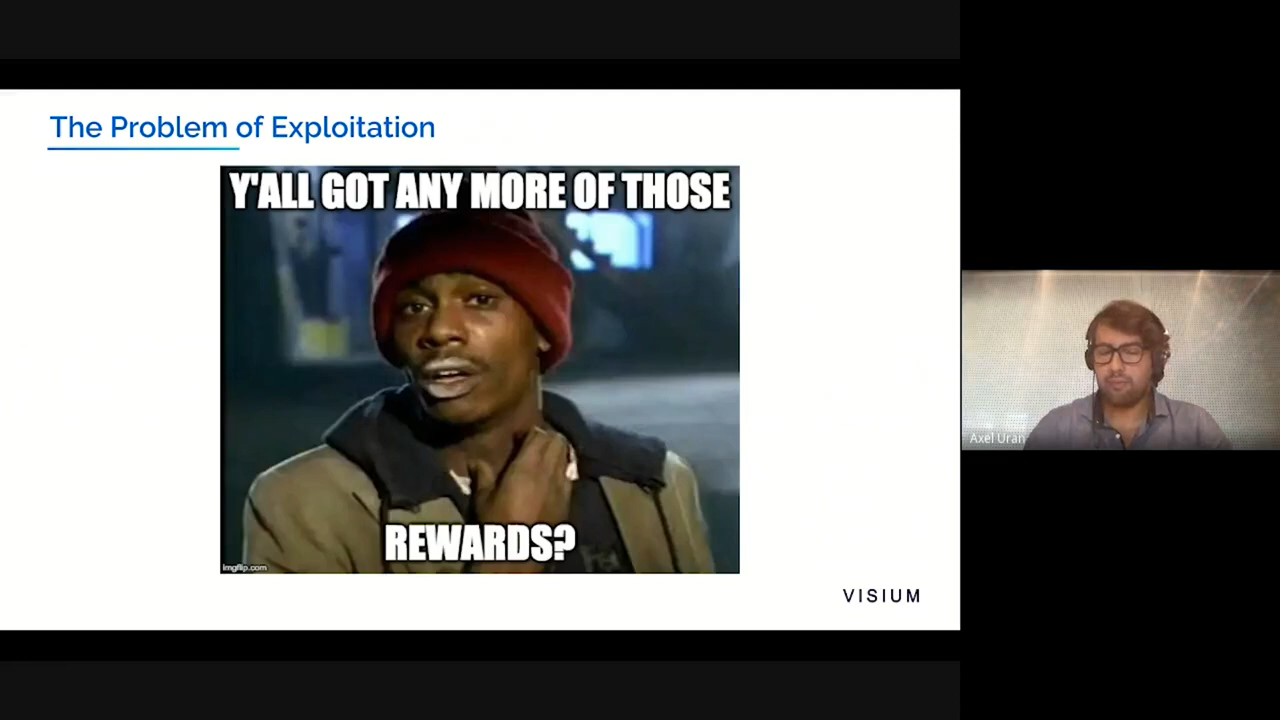 The Problem of Exploitation
Y'ALL GOT ANY MORE OF THOSE
REWARDS?
imgflip.com
VISIUM
Axel Uran